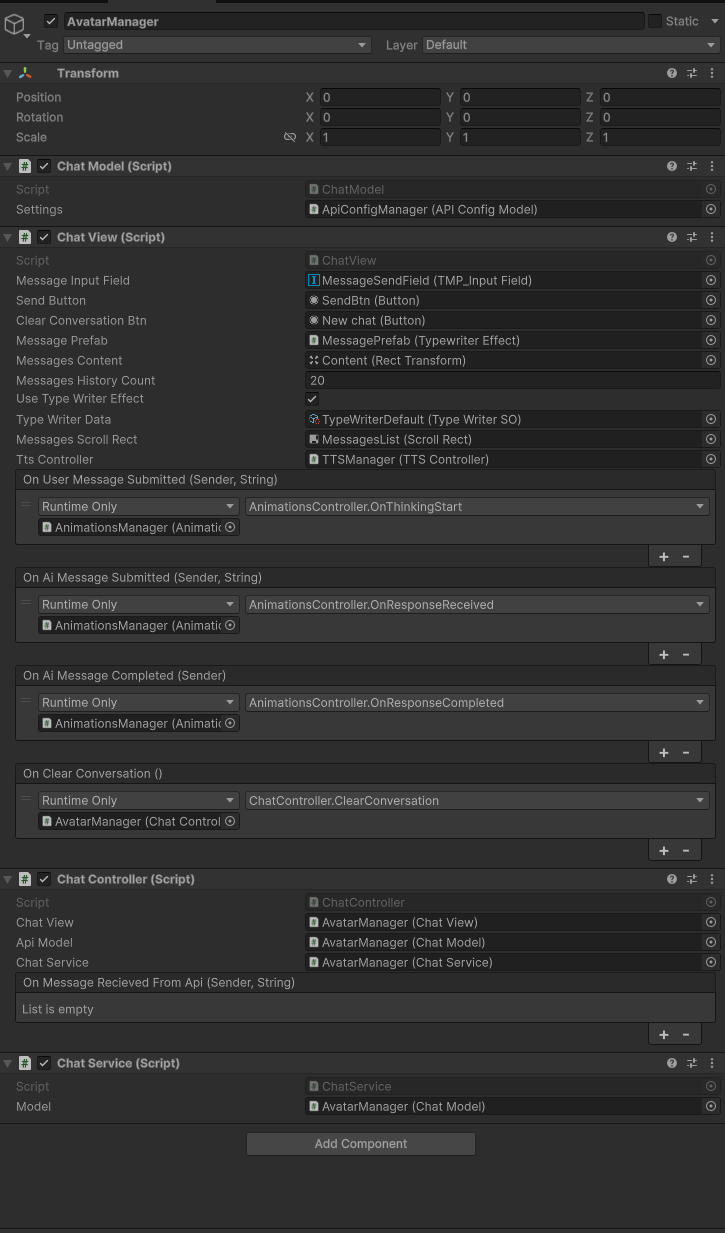 AvatarManager Static
Tag Untagged Layer Default
Transform
Position X 0 Y 0 Z 0
Rotation X 0 Y 0 Z 0
Scale X 1 Y 1 Z 1
# Chat Model (Script)
Script # ChatModel
Settings # ApiConfigManager (API Config Model)
# Chat View (Script)
Script # ChatView
Message Input Field MessageSendField (TMP_Input Field)
Send Button SendBtn (Button)
Clear Conversation Btn New chat (Button)
Message Prefab # MessagePrefab (Typewriter Effect)
Messages Content Content (Rect Transform)
Messages History Count 20
Use Type Writer Effect
Type Writer Data TypeWriterDefault (Type Writer SO)
Messages Scroll Rect MessagesList (Scroll Rect)
Tts Controller # TTSManager (TTS Controller)
On User Message Submitted (Sender, String)
Runtime Only AnimationsController.OnThinkingStart
# AnimationsManager (Animatic
+ -
On Ai Message Submitted (Sender, String)
Runtime Only AnimationsController.OnResponseReceived
# AnimationsManager (Animatic
+ -
On Ai Message Completed (Sender)
Runtime Only AnimationsController.OnResponseCompleted
# AnimationsManager (Animatic
+ -
On Clear Conversation ()
Runtime Only ChatController.ClearConversation
# AvatarManager (Chat Control
+ -
# Chat Controller (Script)
Script # ChatController
Chat View # AvatarManager (Chat View)
Api Model # AvatarManager (Chat Model)
Chat Service # AvatarManager (Chat Service)
On Message Recieved From Api (Sender, String)
List is empty
+ -
# Chat Service (Script)
Script # ChatService
Model # AvatarManager (Chat Model)
Add Component